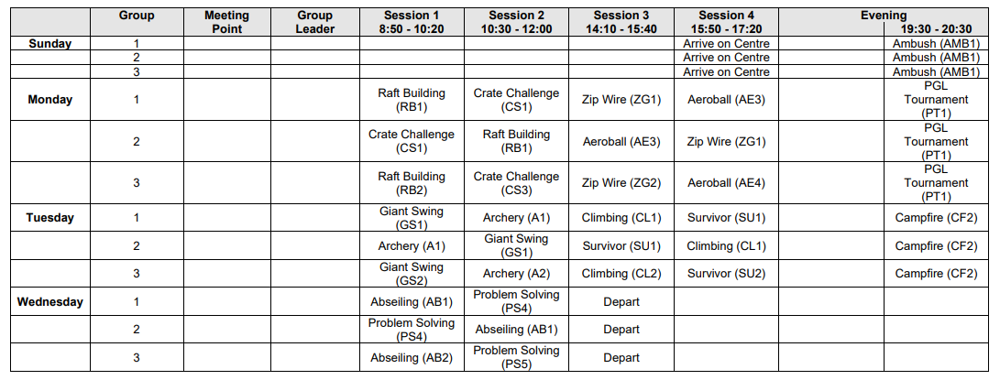 Group Meeting Point Group Leader Session 1 8:50 - 10:20 Session 2 10:30 - 12:00 Session 3 14:10 - 15:40 Session 4 15:50 - 17:20 Evening 19:30 - 20:30
Sunday 1 Arrive on Centre Ambush (AMB1)
2 Arrive on Centre Ambush (AMB1)
3 Arrive on Centre Ambush (AMB1)
Monday 1 Raft Building (RB1) Crate Challenge (CS1) Zip Wire (ZG1) Aeroball (AE3) PGL Tournament (PT1)
2 Crate Challenge (CS1) Raft Building (RB1) Aeroball (AE3) Zip Wire (ZG1) PGL Tournament (PT1)
3 Raft Building (RB2) Crate Challenge (CS3) Zip Wire (ZG2) Aeroball (AE4) PGL Tournament (PT1)
Tuesday 1 Giant Swing (GS1) Archery (A1) Climbing (CL1) Survivor (SU1) Campfire (CF2)
2 Archery (A1) Giant Swing (GS1) Survivor (SU1) Climbing (CL1) Campfire (CF2)
3 Giant Swing (GS2) Archery (A2) Climbing (CL2) Survivor (SU2) Campfire (CF2)
Wednesday 1 Abseiling (AB1) Problem Solving (PS4) Depart
2 Problem Solving (PS4) Abseiling (AB1) Depart
3 Abseiling (AB2) Problem Solving (PS5) Depart